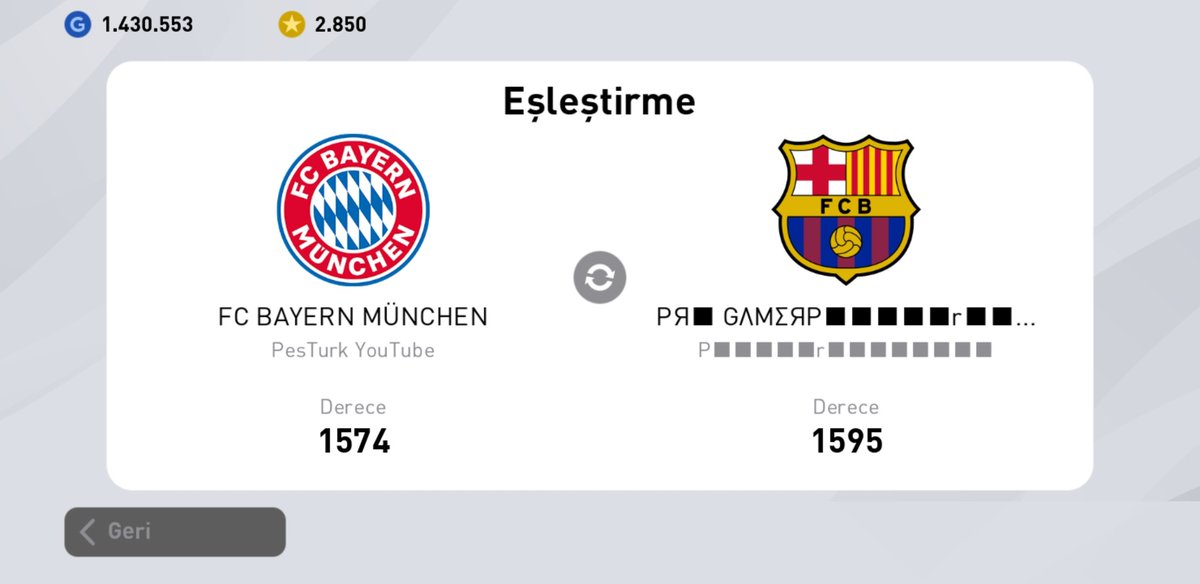 1.430.553
2.850
Eşleştirme
FC BAYERN
MÜNCHEN
FCB
FC BAYERN MÜNCHEN
PЯ■ GΛMΣЯP■■■■■r■■...
PesTurk YouTube
P■■■■■r■■■■■■■■
Derece
Derece
1574
1595
Geri